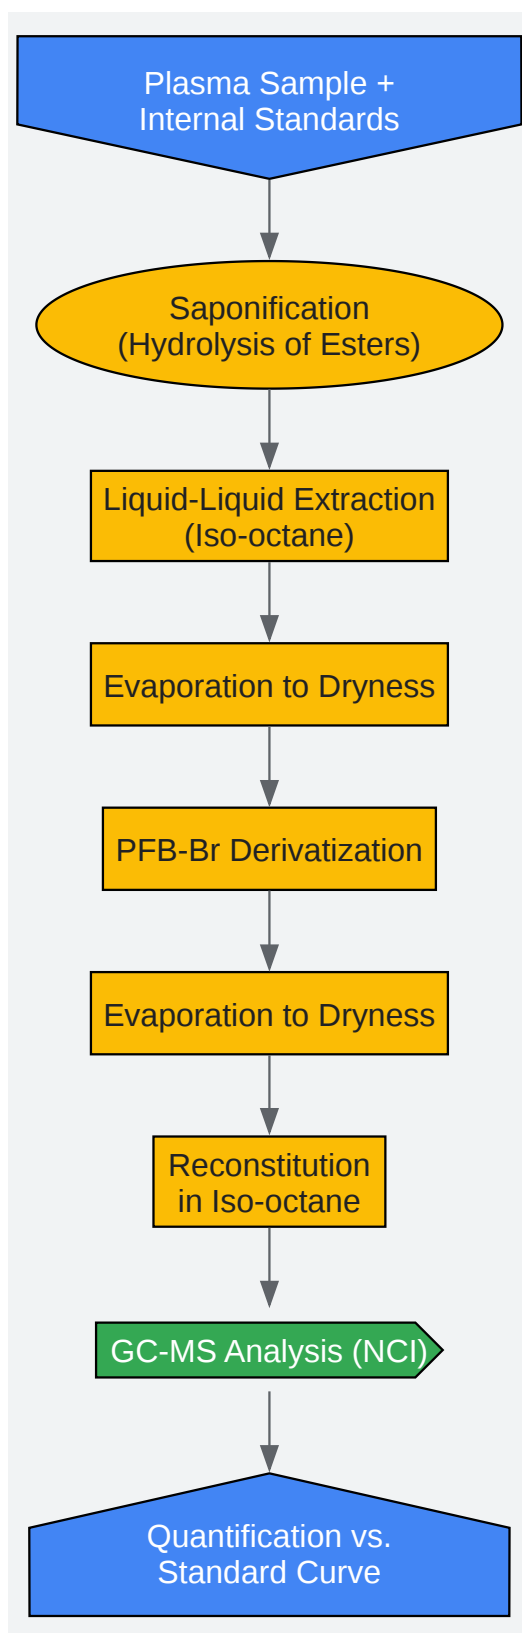 Plasma Sample +
Internal Standards
Saponification
(Hydrolysis of Esters)
Liquid-Liquid Extraction
(Iso-octane)
Evaporation to Dryness
PFB-Br Derivatization
Evaporation to Dryness
Reconstitution
in Iso-octane
GC-MS Analysis (NCI)
Quantification vs.
Standard Curve